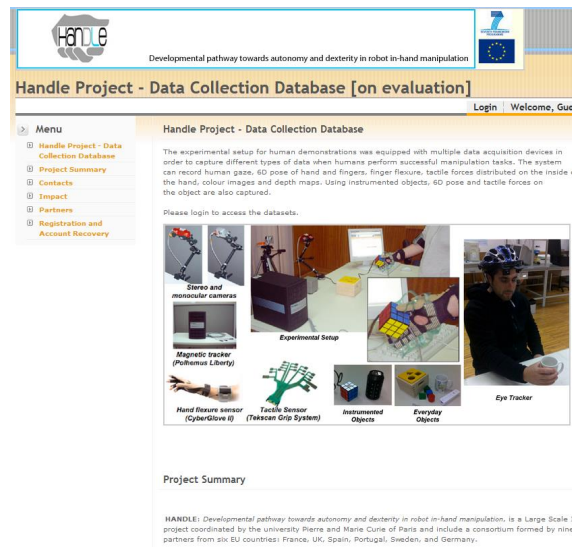 HANDLE
SEVENTH FRAMEWORK PROGRAMME
Developmental pathway towards autonomy and dexterity in robot in-hand manipulation
Handle Project - Data Collection Database [on evaluation]
Login Welcome, Gue
Menu
Handle Project - Data
Collection Database
Project Summary
Contacts
Impact
Partners
Registration and
Account Recovery
Handle Project - Data Collection Database
The experimental setup for human demonstrations was equipped with multiple data acquisition devices in
order to capture different types of data when humans perform successful manipulation tasks. The system
can record human gaze, 6D pose of hand and fingers, finger flexure, tactile forces distributed on the inside
the hand, colour images and depth maps. Using instrumented objects, 6D pose and tactile forces on
the object are also captured.
Please login to access the datasets.
Stereo and
monocular cameras
Magnetic tracker
(Polhemus Liberty)
Experimental Setup
Hand flexure sensor
(CyberGlove II)
Tactile Sensor
(Tekscan Grip System)
Instrumented
Objects
Everyday
Objects
Eye Tracker
Project Summary
HANDLE: Developmental pathway towards autonomy and dexterity in robot in-hand manipulation, is a Large Scale
project coordinated by the university Pierre and Marie Curie of Paris and include a consortium formed by nine
partners from six EU countries: France, UK, Spain, Portugal, Sweden, and Germany.